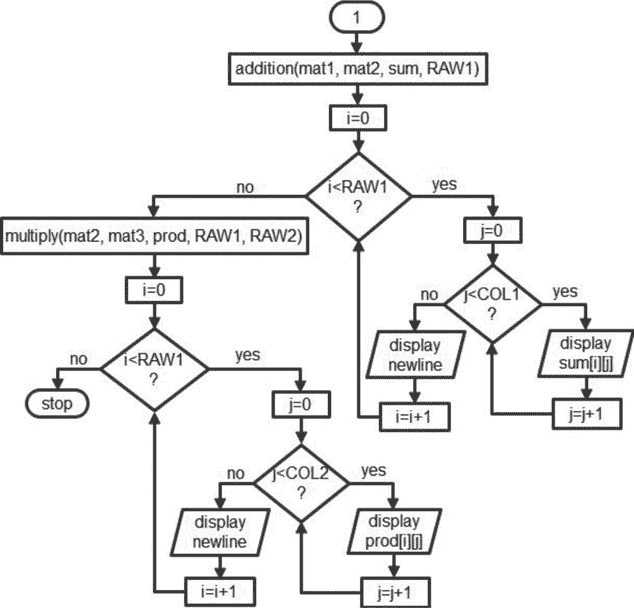 1
addition(mat1, mat2, sum, RAW1)
i=0
i<RAW1
?
no
yes
j=0
j<COL1
?
no
yes
display
newline
i=i+1
display
sum[i][j]
j=j+1
multiply(mat2, mat3, prod, RAW1, RAW2)
i=0
i<RAW1
?
no
yes
stop
j=0
j<COL2
?
no
yes
display
newline
i=i+1
display
prod[i][j]
j=j+1